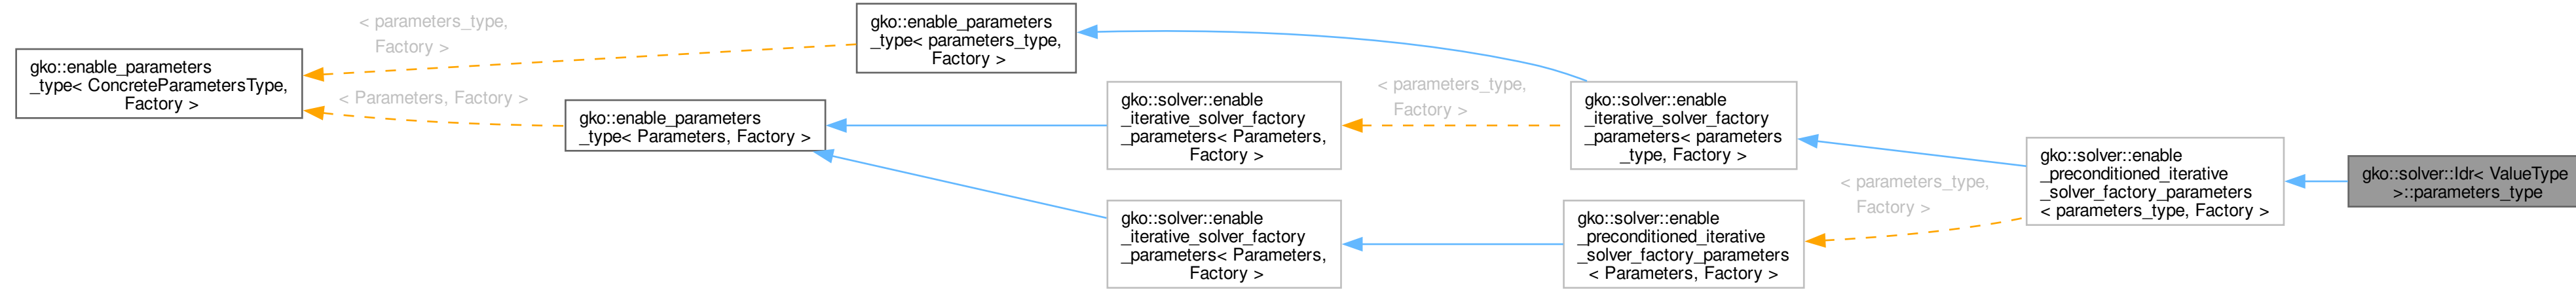 < parameters_type,
Factory >
gko::enable_parameters
_type< parameters_type,
Factory >
gko::enable_parameters
_type< ConcreteParametersType,
Factory >
< Parameters, Factory >
gko::enable_parameters
_type< Parameters, Factory >
gko::solver::enable
_iterative_solver_factory
_parameters< Parameters,
Factory >
< parameters_type,
Factory >
gko::solver::enable
_iterative_solver_factory
_parameters< parameters
_type, Factory >
gko::solver::enable
_iterative_solver_factory
_parameters< Parameters,
Factory >
gko::solver::enable
_preconditioned_iterative
_solver_factory_parameters
< Parameters, Factory >
< parameters_type,
Factory >
gko::solver::enable
_preconditioned_iterative
_solver_factory_parameters
< parameters_type, Factory >
gko::solver::Idr< ValueType
>::parameters_type